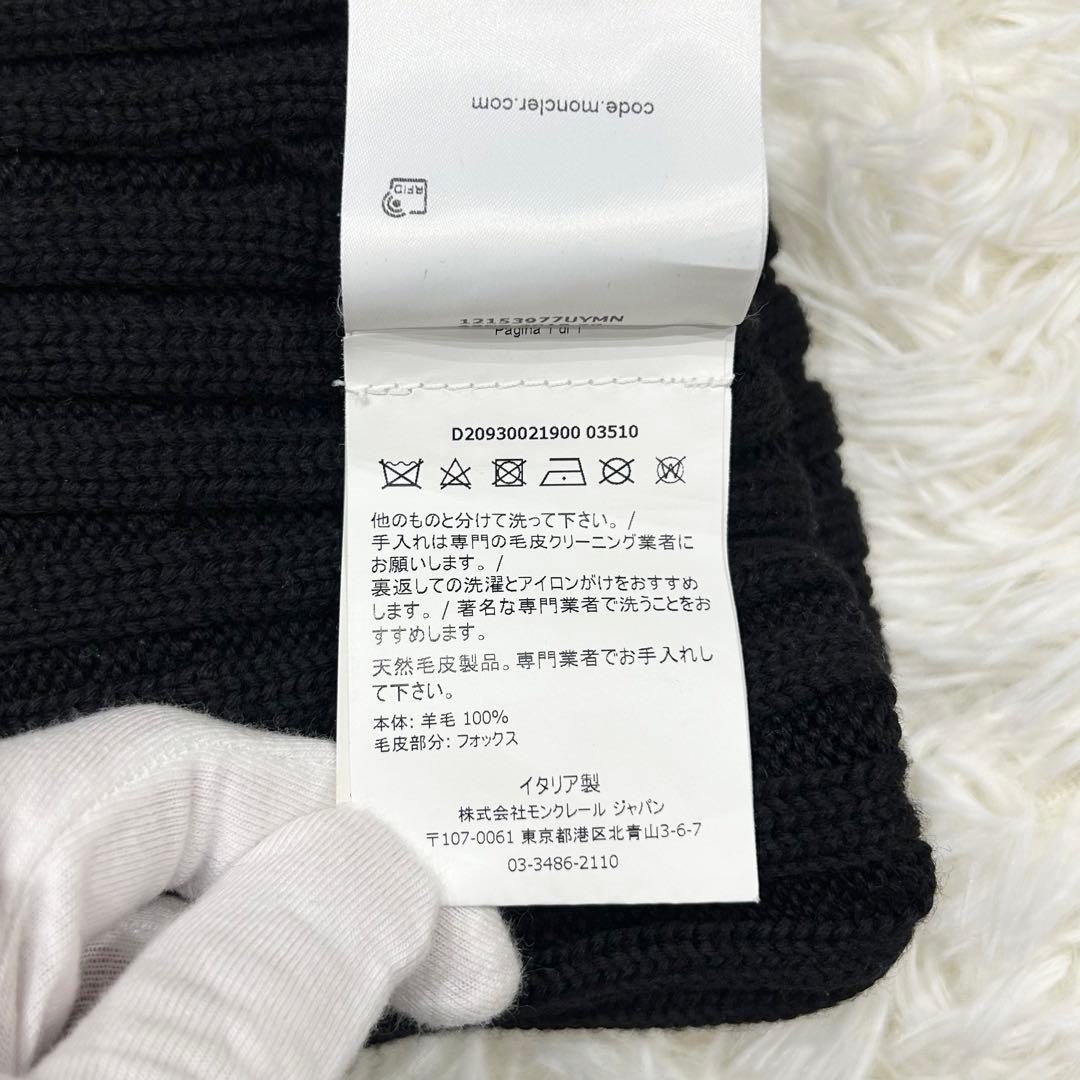 code.moncler.com
RFID
12153977UYMN
Pagina 1 di 1
D20930021900 03510
他のものと分けて洗って下さい。/
手入れは専門の毛皮クリーニング業者に
お願いします。/
裏返しての洗濯とアイロンがけをおすすめ
します。/ 著名な専門業者で洗うことをお
すすめします。
天然毛皮製品。専門業者でお手入れし
て下さい。
本体: 羊毛 100%
毛皮部分: フォックス
イタリア製
株式会社モンクレール ジャパン
〒107-0061 東京都港区北青山3-6-7
03-3486-2110